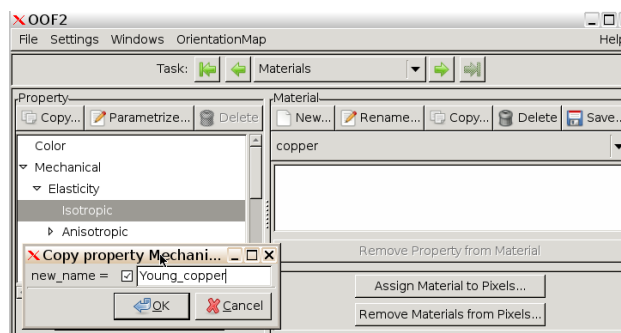 OOF2
File Settings Windows OrientationMap Help
Task: Materials
Property
Copy... Parametrize... Delete
Color
Mechanical
Elasticity
Isotropic
Anisotropic
Material
New... Rename... Copy... Delete Save...
copper
Remove Property from Material
Assign Material to Pixels...
Remove Materials from Pixels...
Copy property Mechani...
new_name = Young_copper
OK Cancel